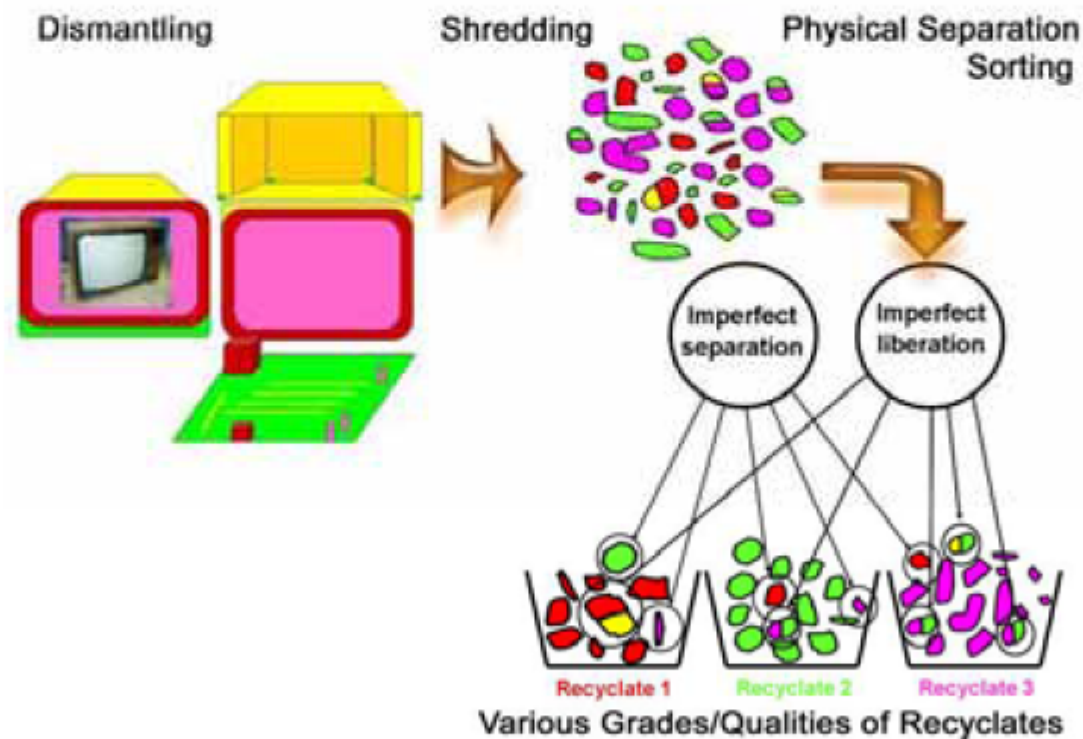 Dismantling
Shredding
Physical Separation
Sorting
Imperfect
separation
Imperfect
liberation
Recyclate 1
Recyclate 2
Recyclate 3
Various Grades/Qualities of Recyclates